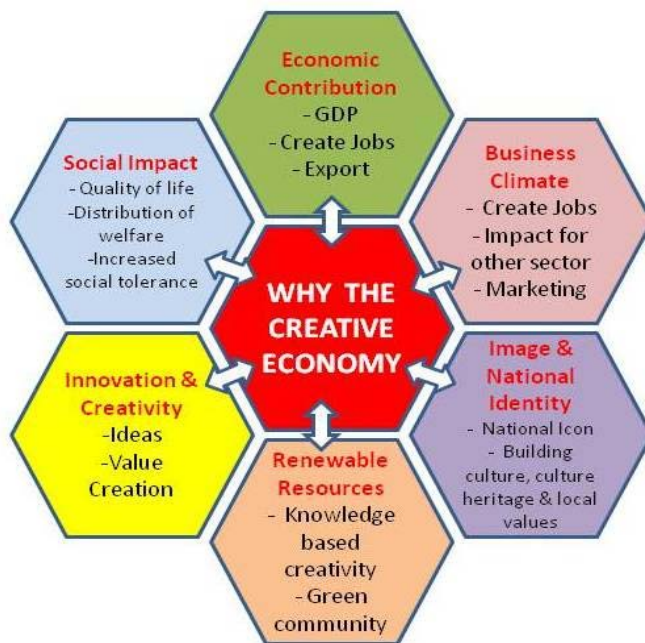 Economic
Contribution
- GDP
- Create Jobs
- Export
Social Impact
- Quality of life
-Distribution of
welfare
-Increased
social tolerance
Business
Climate
- Create Jobs
- Impact for
other sector
- Marketing
WHY THE
CREATIVE
ECONOMY
Innovation &
Creativity
-Ideas
-Value
Creation
Image &
National
Identity
- National Icon
- Building
culture, culture
heritage & local
values
Renewable
Resources
- Knowledge
based
creativity
- Green
community